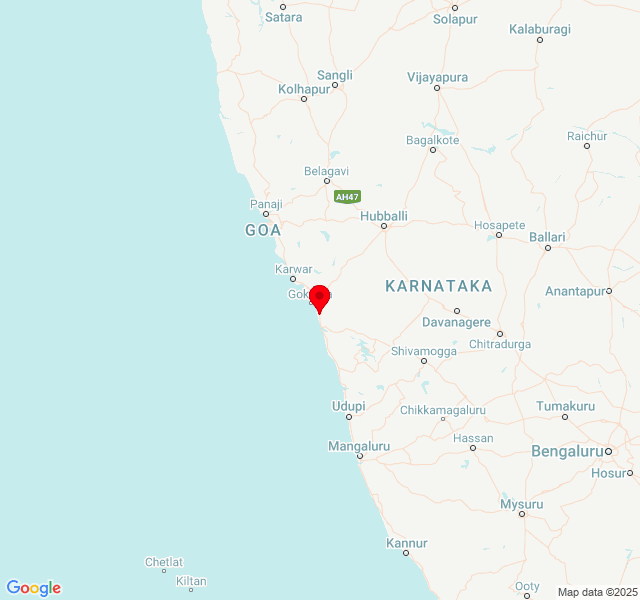 Satara
Solapur
Kalaburagi
Sangli
Vijayapura
Kolhapur
Raichur
Bagalkote
Belagavi
AH47
Panaji
Hubballi
GOA
Hosapete
Ballari
Karwar
KARNATAKA
Anantapur
Davanagere
Chitradurga
Shivamogga
Udupi
Chikkamagaluru
Tumakuru
Hassan
Mangaluru
Bengaluru
Hosur
Mysuru
Kannur
Chetlat
Kiltan
Ooty
Google
Map data ©2025